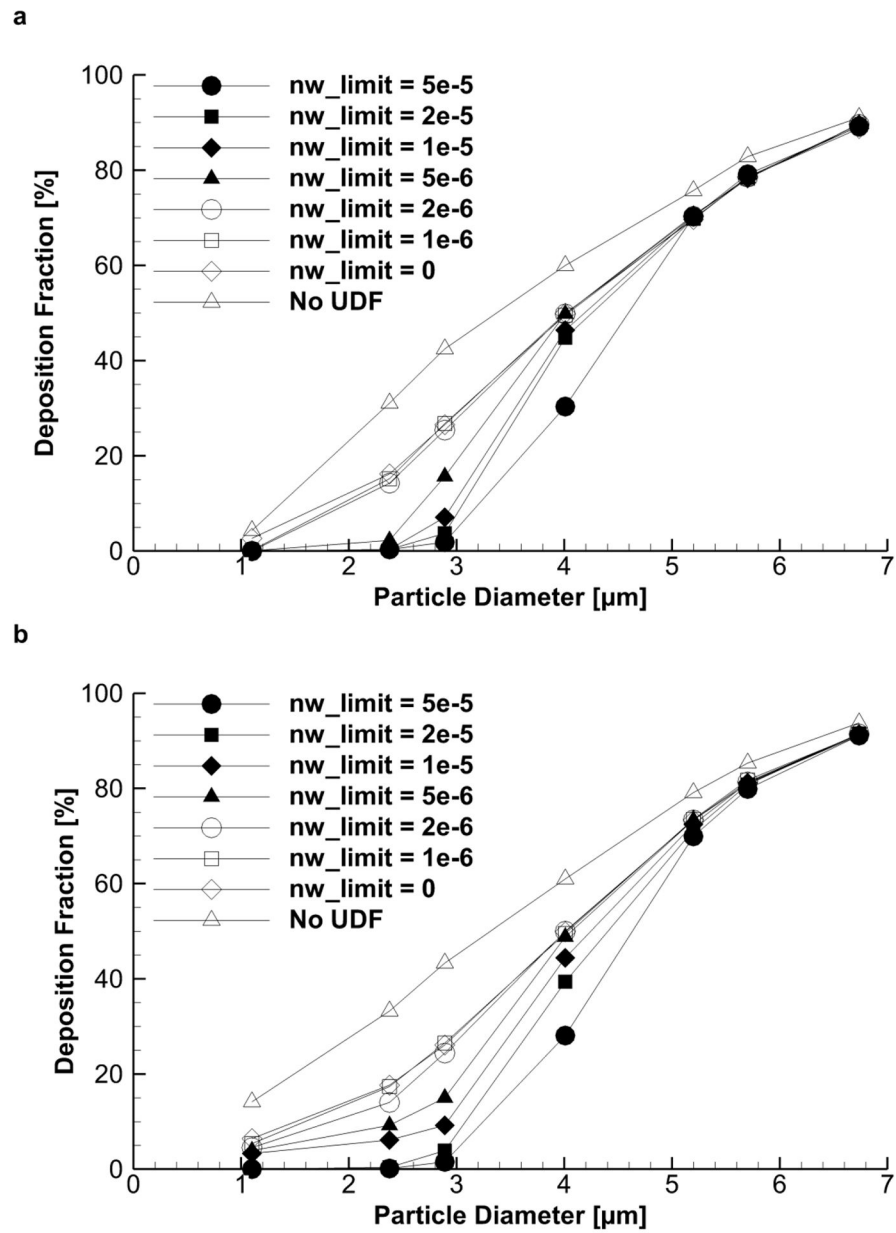 a
100
80
60
40
20
0
Deposition Fraction [%]
nw_limit = 5e-5
nw_limit = 2e-5
nw_limit = 1e-5
nw_limit = 5e-6
nw_limit = 2e-6
nw_limit = 1e-6
nw_limit = 0
No UDF
0 1 2 3 4 5 6 7
Particle Diameter [µm]
b
100
80
60
40
20
0
Deposition Fraction [%]
nw_limit = 5e-5
nw_limit = 2e-5
nw_limit = 1e-5
nw_limit = 5e-6
nw_limit = 2e-6
nw_limit = 1e-6
nw_limit = 0
No UDF
0 1 2 3 4 5 6 7
Particle Diameter [µm]